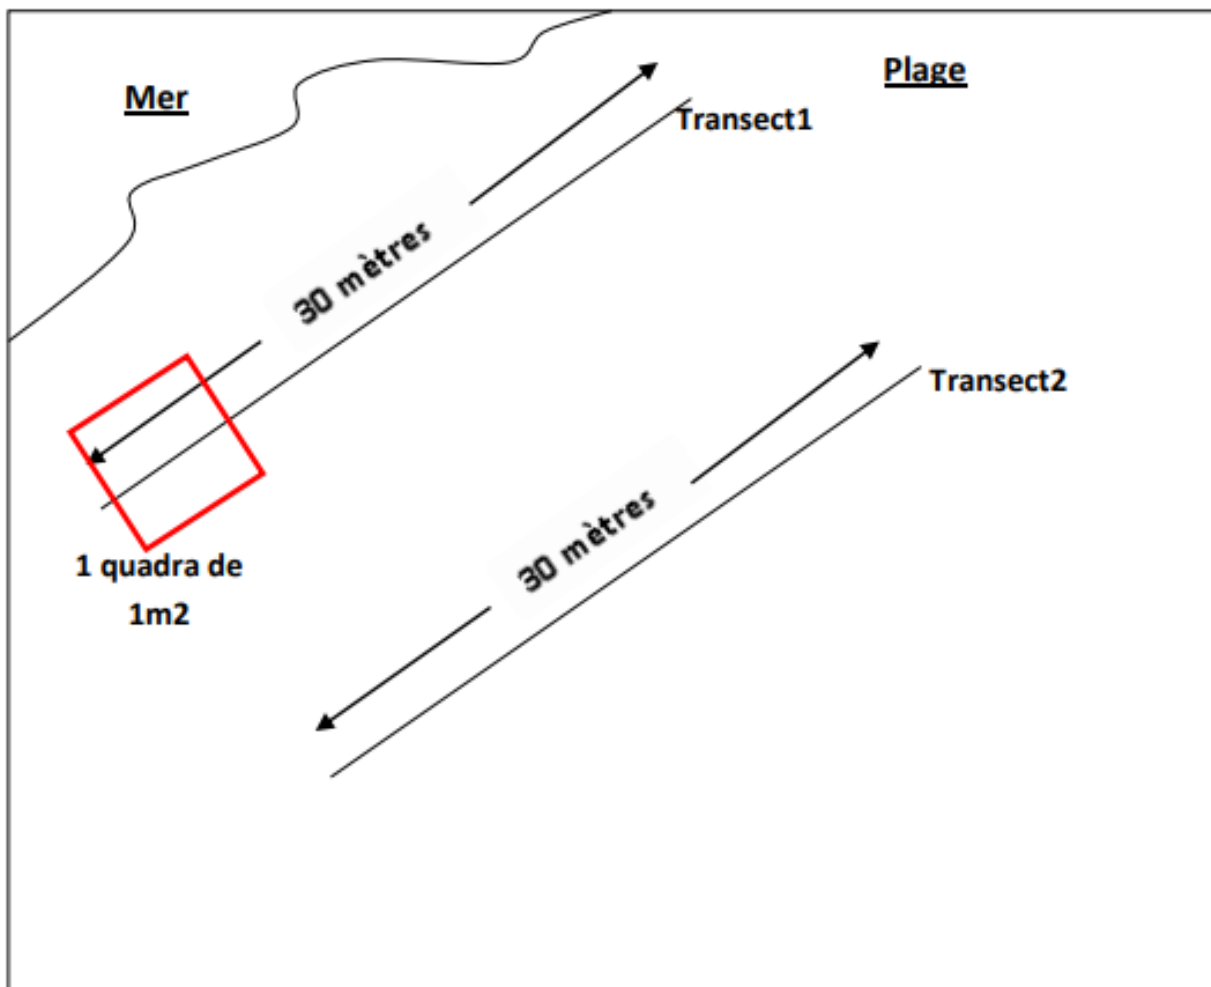 Mer
Plage
Transect1
30 mètres
Transect2
30 mètres
1 quadra de
1m2